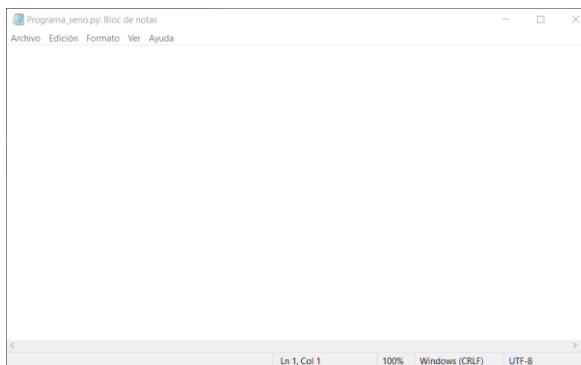 Programa_serio.py: Bloc de notas
Archivo Edición Formato Ver Ayuda
Ln 1, Col 1 100% Windows (CRLF) UTF-8